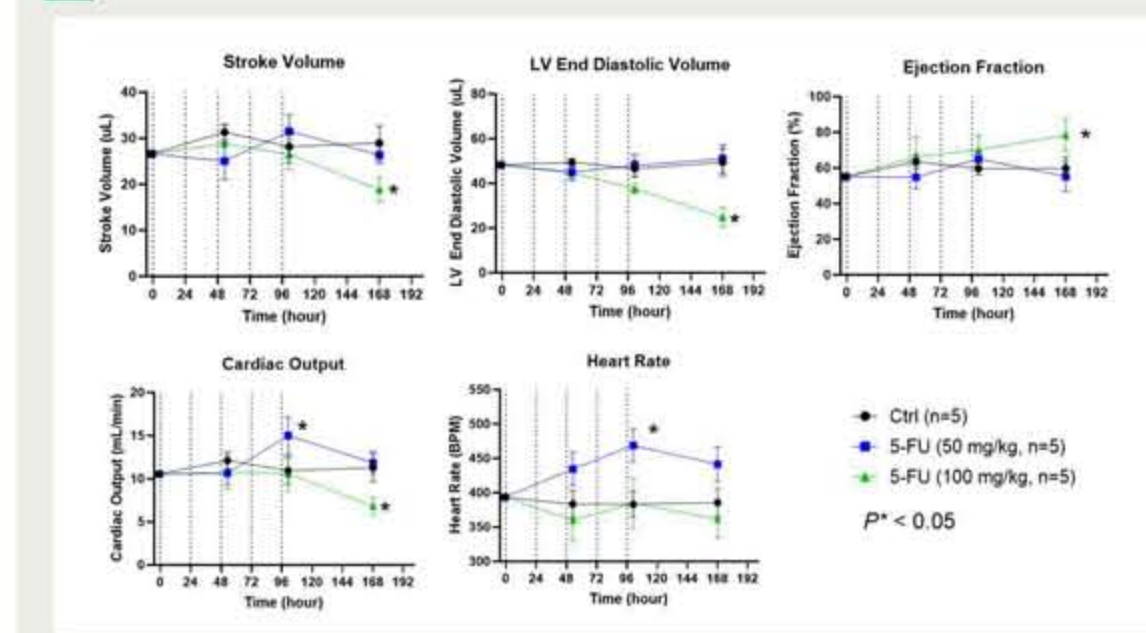 Stroke Volume
Stroke Volume (uL)
40
30
20
10
0
0 24 48 72 96 120 144 168 192
Time (hour)
*
LV End Diastolic Volume
LV End Diastolic Volume (uL)
80
60
40
20
0
0 24 48 72 96 120 144 168 192
Time (hour)
*
Ejection Fraction
Ejection Fraction (%)
100
80
60
40
20
0
0 24 48 72 96 120 144 168 192
Time (hour)
*
Cardiac Output
Cardiac Output (mL/min)
20
15
10
5
0
0 24 48 72 96 120 144 168 192
Time (hour)
*
*
Heart Rate
Heart Rate (BPM)
550
500
450
400
350
300
0 24 48 72 96 120 144 168 192
Time (hour)
*
Ctrl (n=5)
5-FU (50 mg/kg, n=5)
5-FU (100 mg/kg, n=5)
P* < 0.05